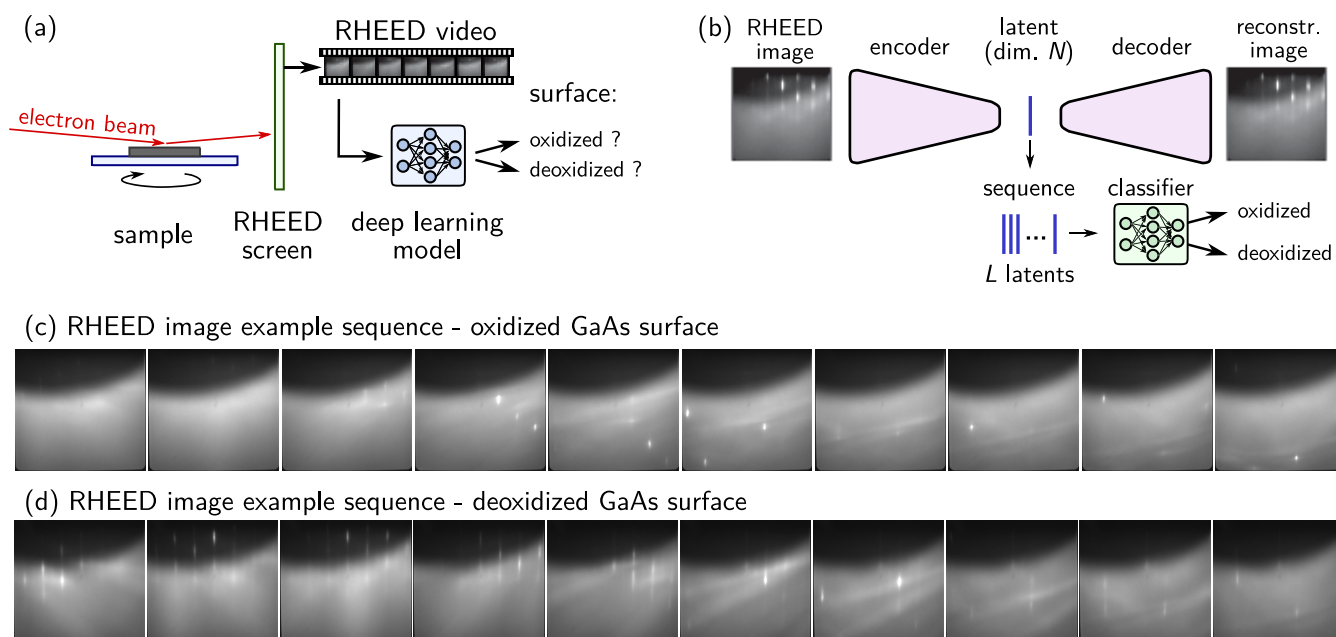 (a)
RHEED video
electron beam
sample
RHEED
screen
deep learning
model
surface:
oxidized ?
deoxidized ?
(b)
RHEED
image
encoder
latent
(dim. N)
decoder
reconstr.
image
sequence
L latents
classifier
oxidized
deoxidized
(c) RHEED image example sequence - oxidized GaAs surface
(d) RHEED image example sequence - deoxidized GaAs surface